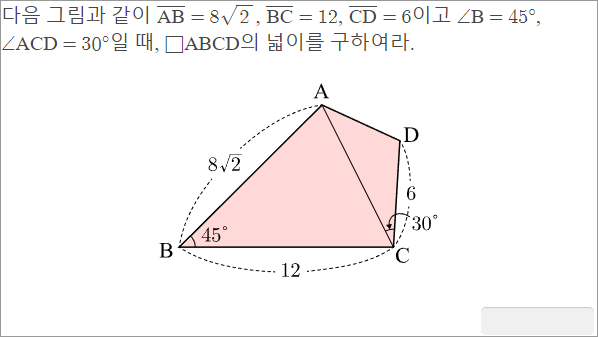 다음 그림과 같이 AB = 8√2, BC = 12, CD = 6이고 ∠B = 45°,
∠ACD = 30°일 때, □ABCD의 넓이를 구하여라.
A
D
8√2
6
45°
30°
B
C
12